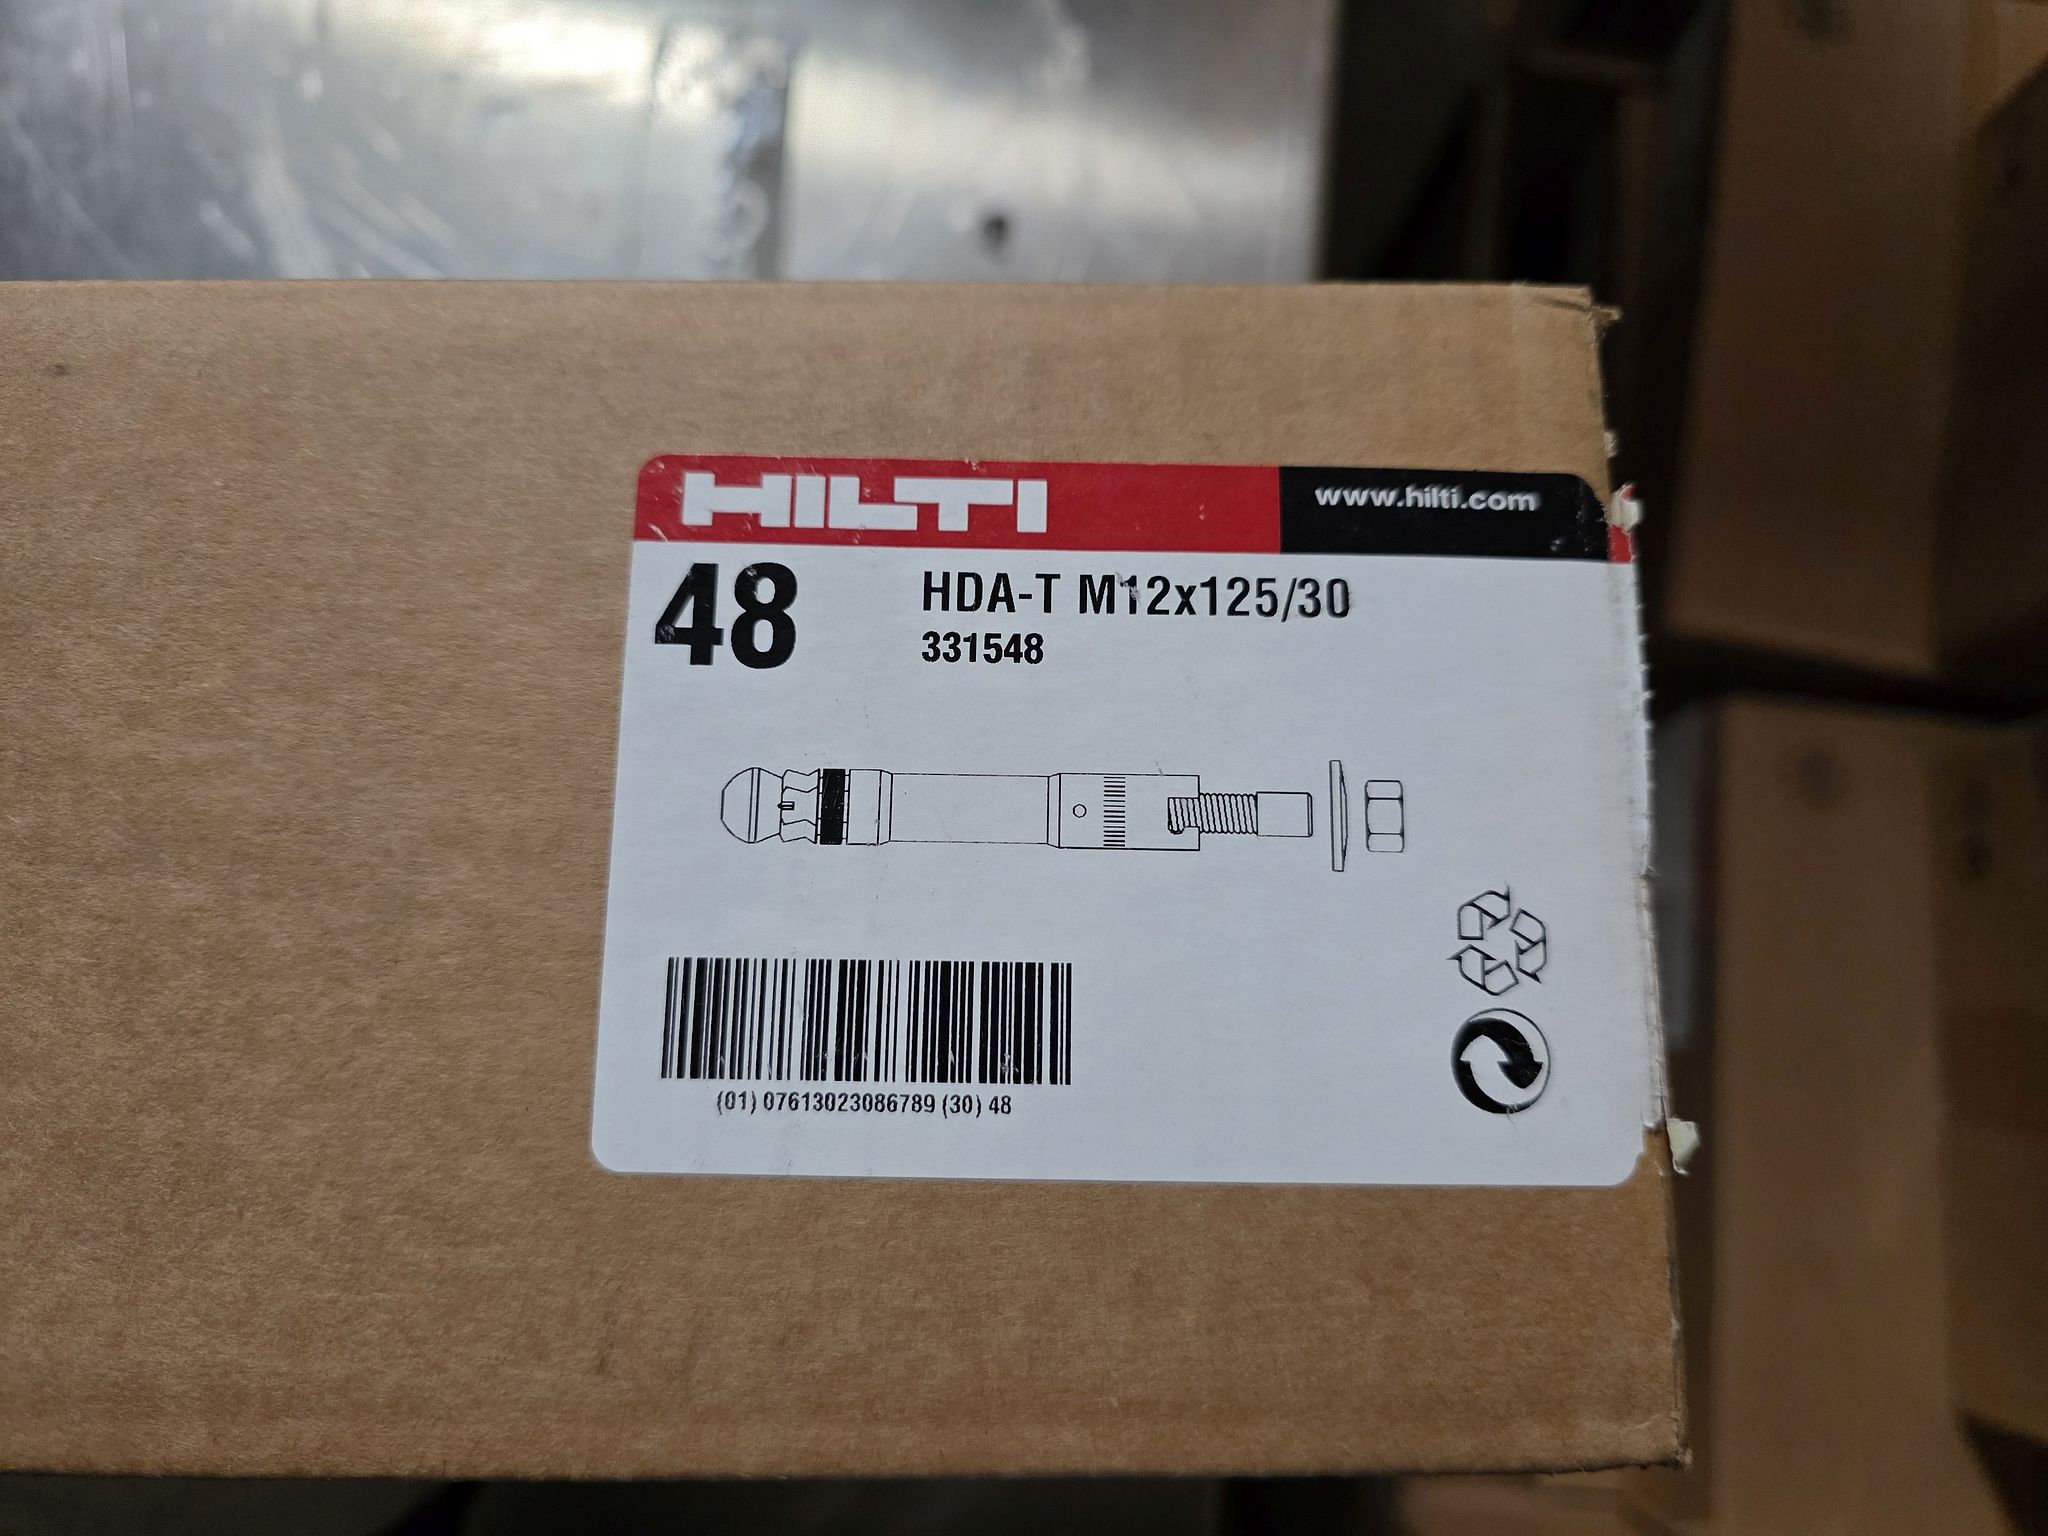 HILTI
www.hilti.com
48
HDA-T M12x125/30
331548
(01) 07613023086789 (30) 48